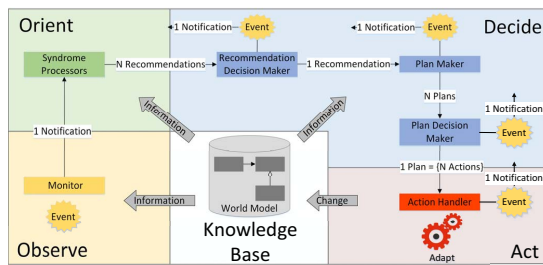 Orient
Decide
1 Notification
Event
1 Notification
Event
Syndrome
Processors
N Recommendations
Recommendation
Decision Maker
1 Recommendation
Plan Maker
N Plans
1 Notification
Information
Information
1 Notification
Plan Decision
Maker
Event
1 Plan = {N Actions}
1 Notification
Monitor
Information
World Model
Change
Action Handler
Event
Event
Knowledge
Base
Adapt
Observe
Act